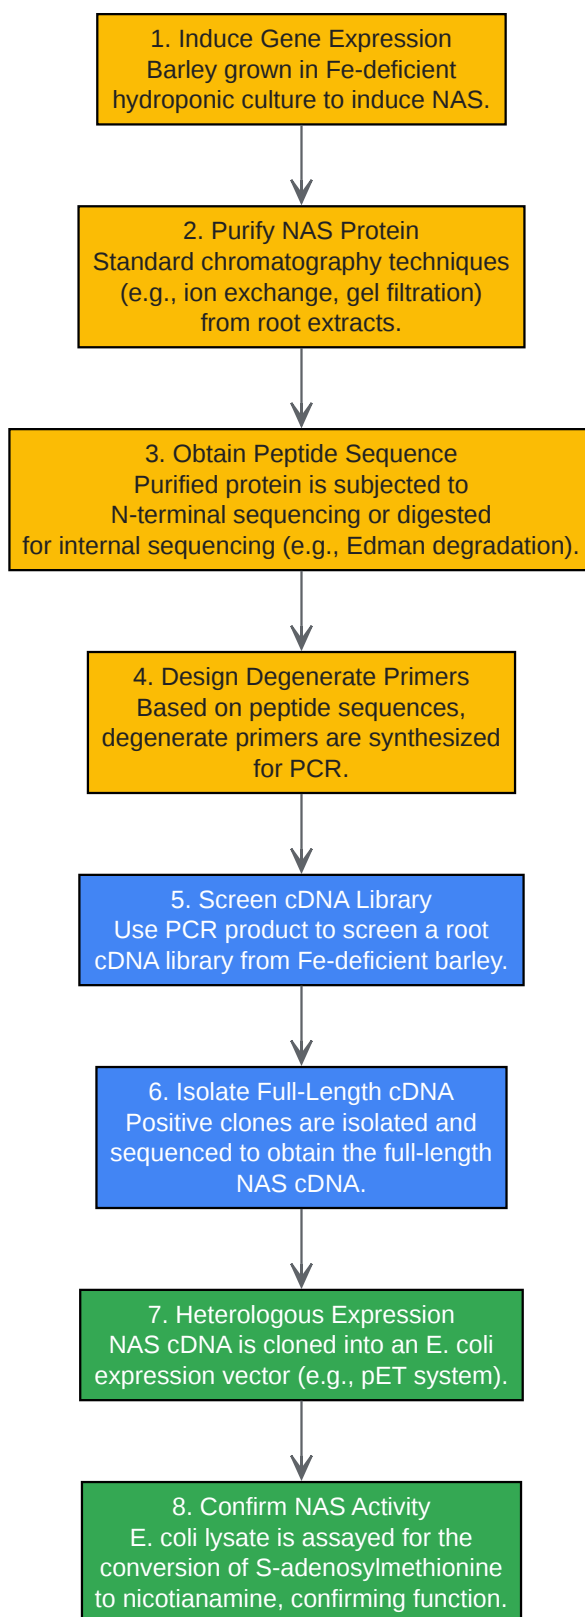 1. Induce Gene Expression
Barley grown in Fe-deficient
hydroponic culture to induce NAS.
2. Purify NAS Protein
Standard chromatography techniques
(e.g., ion exchange, gel filtration)
from root extracts.
3. Obtain Peptide Sequence
Purified protein is subjected to
N-terminal sequencing or digested
for internal sequencing (e.g., Edman degradation).
4. Design Degenerate Primers
Based on peptide sequences,
degenerate primers are synthesized
for PCR.
5. Screen cDNA Library
Use PCR product to screen a root
cDNA library from Fe-deficient barley.
6. Isolate Full-Length cDNA
Positive clones are isolated and
sequenced to obtain the full-length
NAS cDNA.
7. Heterologous Expression
NAS cDNA is cloned into an E. coli
expression vector (e.g., pET system).
8. Confirm NAS Activity
E. coli lysate is assayed for the
conversion of S-adenosylmethionine
to nicotianamine, confirming function.